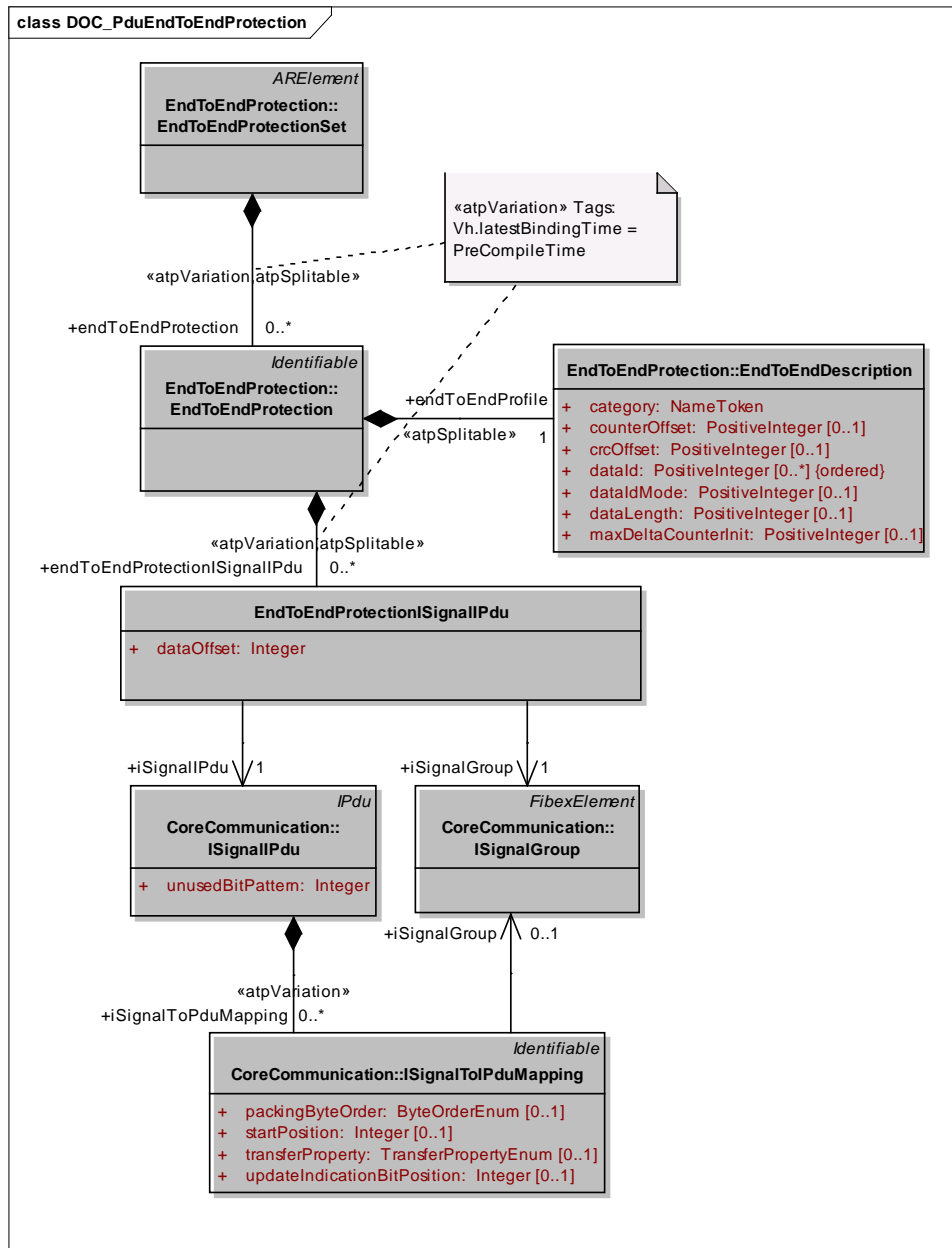 class DOC_PduEndToEndProtection
ARElement
EndToEndProtection::
EndToEndProtectionSet
«atpVariation» Tags:
Vh.latestBindingTime =
PreCompileTime
«atpVariation,atpSplitable»
+endToEndProtection 0..*
Identifiable
EndToEndProtection::
EndToEndProtection
+endToEndProfile
«atpSplitable» 1
EndToEndProtection::EndToEndDescription
+ category: NameToken
+ counterOffset: PositiveInteger [0..1]
+ crcOffset: PositiveInteger [0..1]
+ dataId: PositiveInteger [0..*] {ordered}
+ dataIdMode: PositiveInteger [0..1]
+ dataLength: PositiveInteger [0..1]
+ maxDeltaCounterInit: PositiveInteger [0..1]
«atpVariation,atpSplitable»
+endToEndProtectionISignalIPdu 0..*
EndToEndProtectionISignalIPdu
+ dataOffset: Integer
+iSignalIPdu 1
+iSignalGroup 1
IPdu
CoreCommunication::
ISignalIPdu
+ unusedBitPattern: Integer
FibexElement
CoreCommunication::
ISignalGroup
+iSignalGroup 0..1
«atpVariation»
+iSignalToPduMapping 0..*
Identifiable
CoreCommunication::ISignalToIPduMapping
+ packingByteOrder: ByteOrderEnum [0..1]
+ startPosition: Integer [0..1]
+ transferProperty: TransferPropertyEnum [0..1]
+ updateIndicationBitPosition: Integer [0..1]